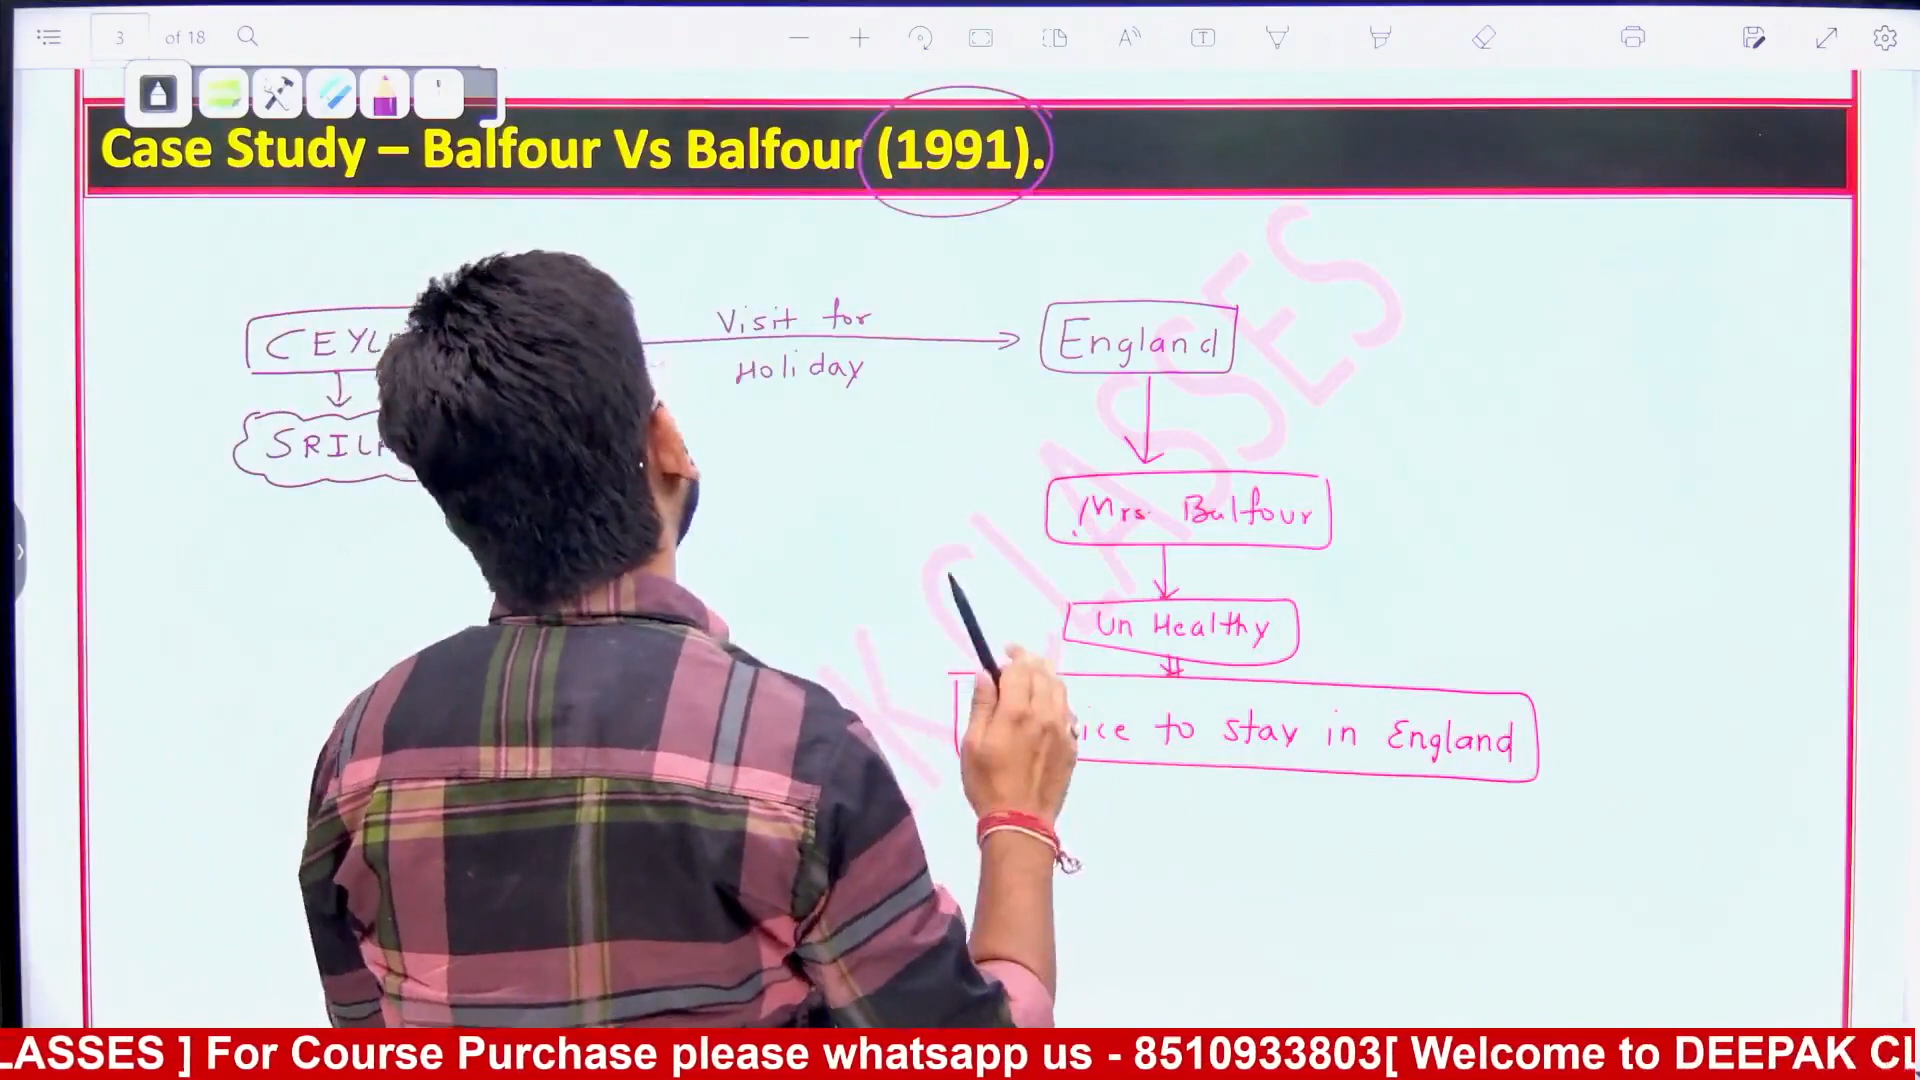 3 of 18
Case Study – Balfour Vs Balfour (1991).
Visit for
Holiday
England
Mrs. Balfour
Un Healthy
to stay in England
K CLASSES
LASSES ] For Course Purchase please whatsapp us - 8510933803[ Welcome to DEEPAK CL